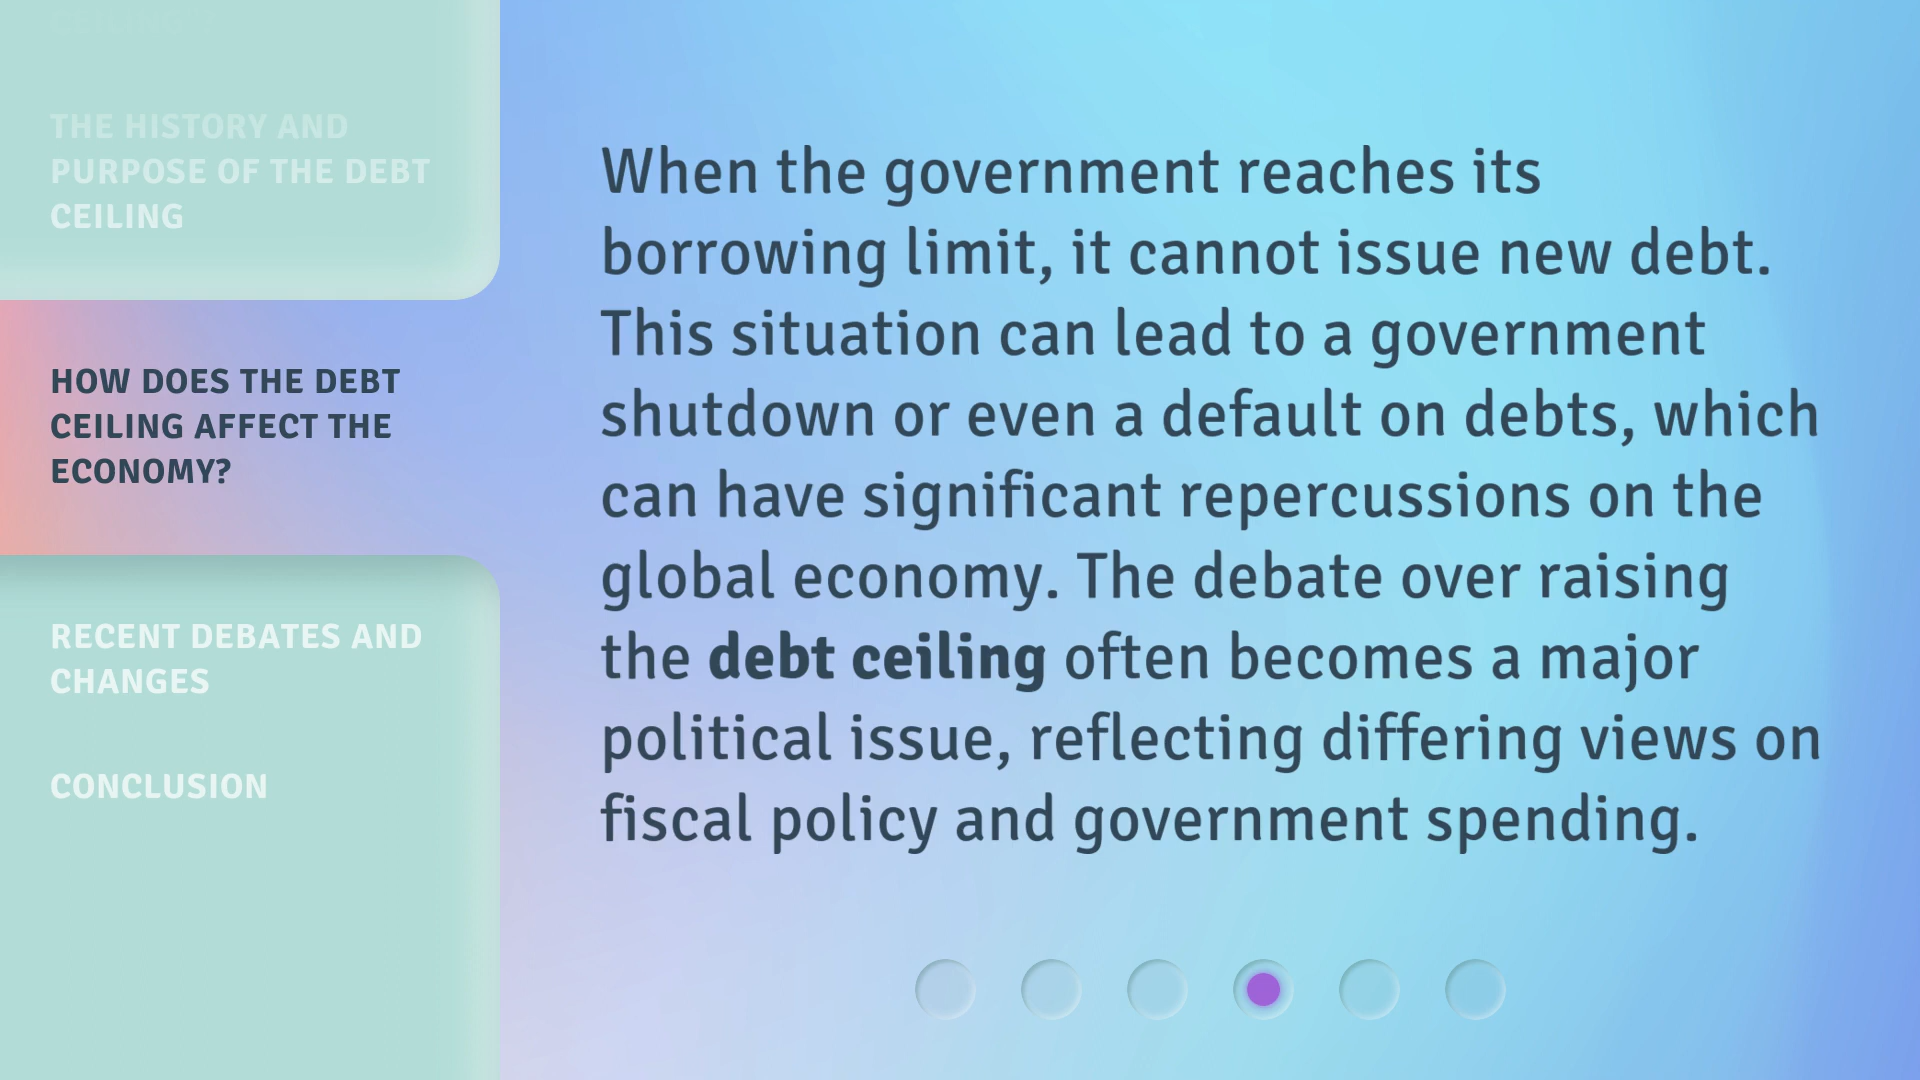 THE HISTORY AND
PURPOSE OF THE DEBT
CEILING
HOW DOES THE DEBT
CEILING AFFECT THE
ECONOMY?
RECENT DEBATES AND
CHANGES
CONCLUSION
When the government reaches its
borrowing limit, it cannot issue new debt.
This situation can lead to a government
shutdown or even a default on debts, which
can have significant repercussions on the
global economy. The debate over raising
the debt ceiling often becomes a major
political issue, reflecting differing views on
fiscal policy and government spending.